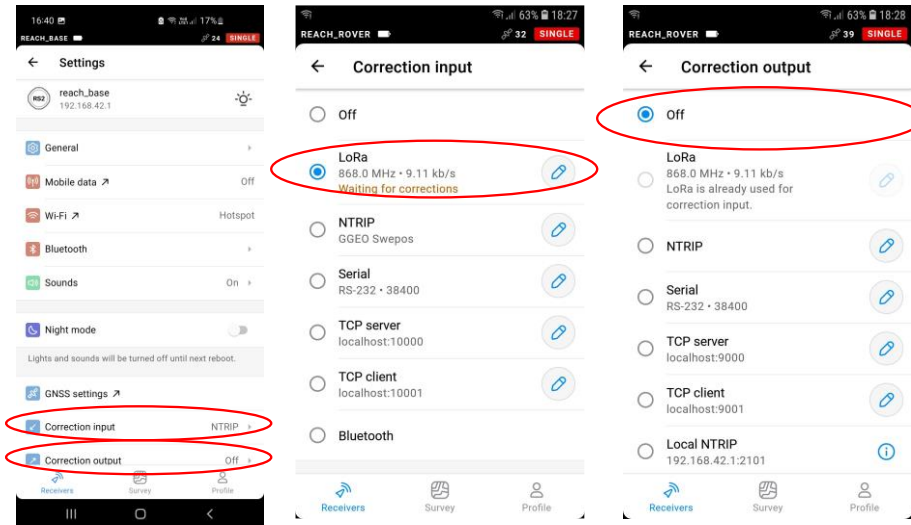 16:40 17%
REACH_BASE 24 SINGLE
← Settings
RS2 reach_base
192.168.42.1
General
Mobile data ↗ Off
Wi-Fi ↗ Hotspot
Bluetooth
Sounds On
Night mode
Lights and sounds will be turned off until next reboot.
GNSS settings ↗
Correction input NTRIP
Correction output Off
Receivers Survey Profile
63% 18:27
REACH_ROVER 32 SINGLE
← Correction input
Off
LoRa
868.0 MHz • 9.11 kb/s
Waiting for corrections
NTRIP
GGEO Swepos
Serial
RS-232 • 38400
TCP server
localhost:10000
TCP client
localhost:10001
Bluetooth
Receivers Survey Profile
63% 18:28
REACH_ROVER 39 SINGLE
← Correction output
Off
LoRa
868.0 MHz • 9.11 kb/s
LoRa is already used for
correction input.
NTRIP
Serial
RS-232 • 38400
TCP server
localhost:9000
TCP client
localhost:9001
Local NTRIP
192.168.42.1:2101
Receivers Survey Profile